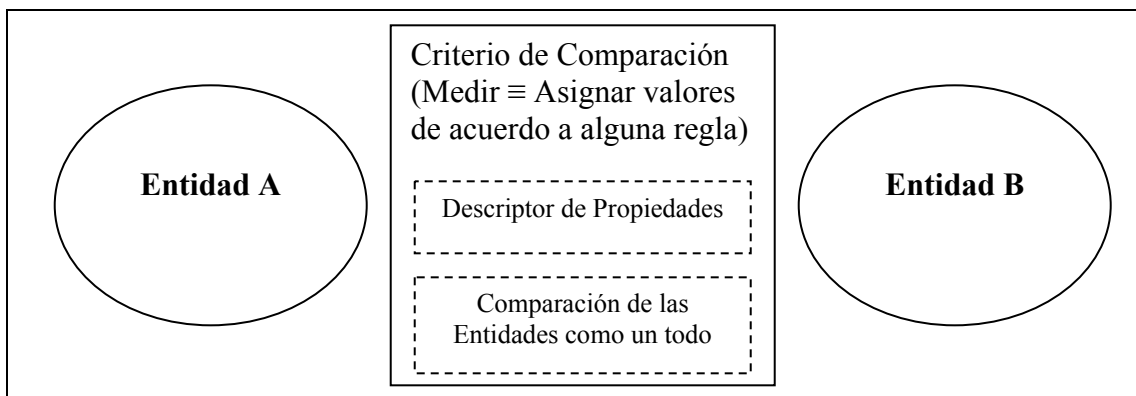 Criterio de Comparación
(Medir ≡ Asignar valores
de acuerdo a alguna regla)
Entidad A
Entidad B
Descriptor de Propiedades
Comparación de las
Entidades como un todo